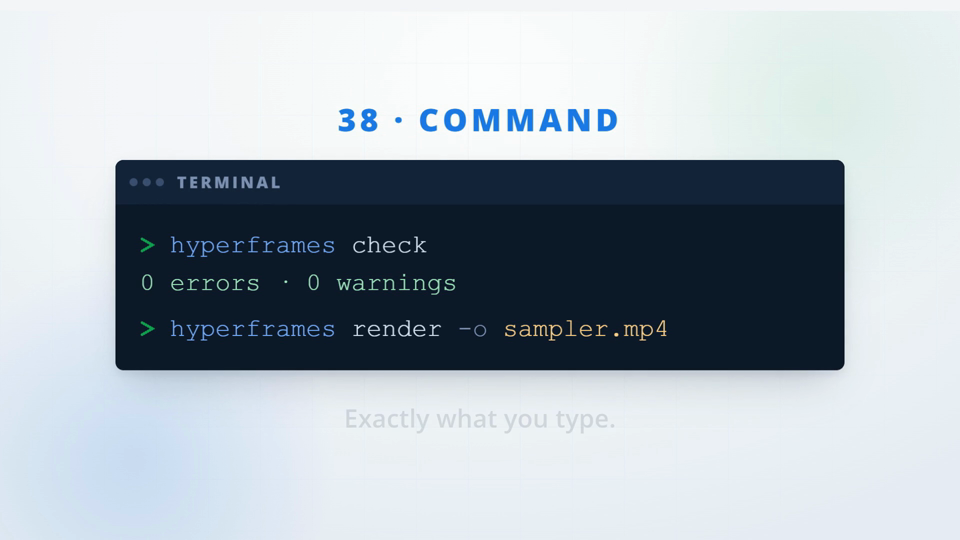 38 · COMMAND
TERMINAL
> hyperframes check
0 errors · 0 warnings
> hyperframes render -o sampler.mp4
Exactly what you type.